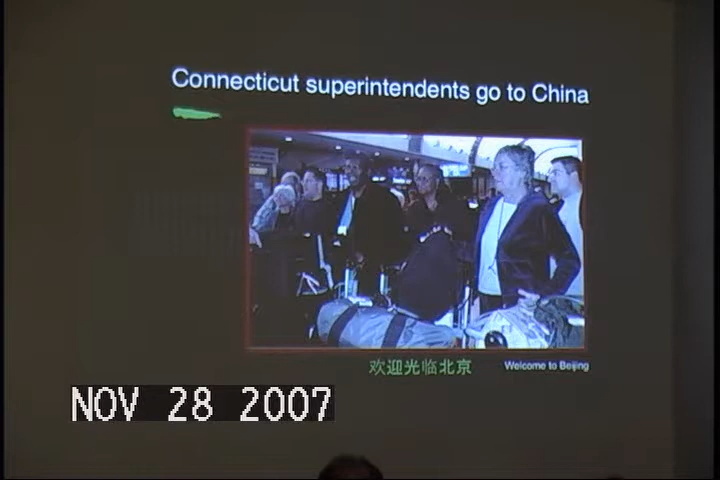 Connecticut superintendents go to China
欢迎光临北京
Welcome to Beijing
NOV 28 2007